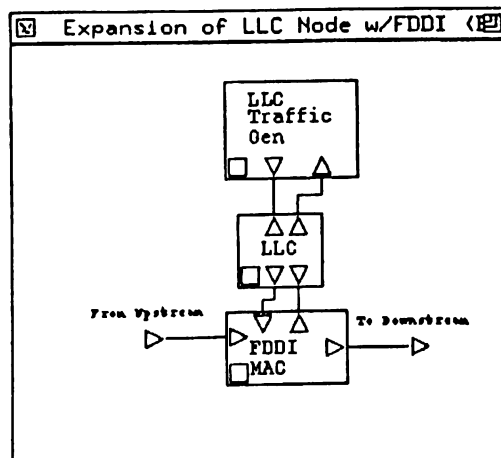 Expansion of LLC Node w/FDDI
LLC
Traffic
Gen
LLC
From Upstream
To Downstream
FDDI
MAC